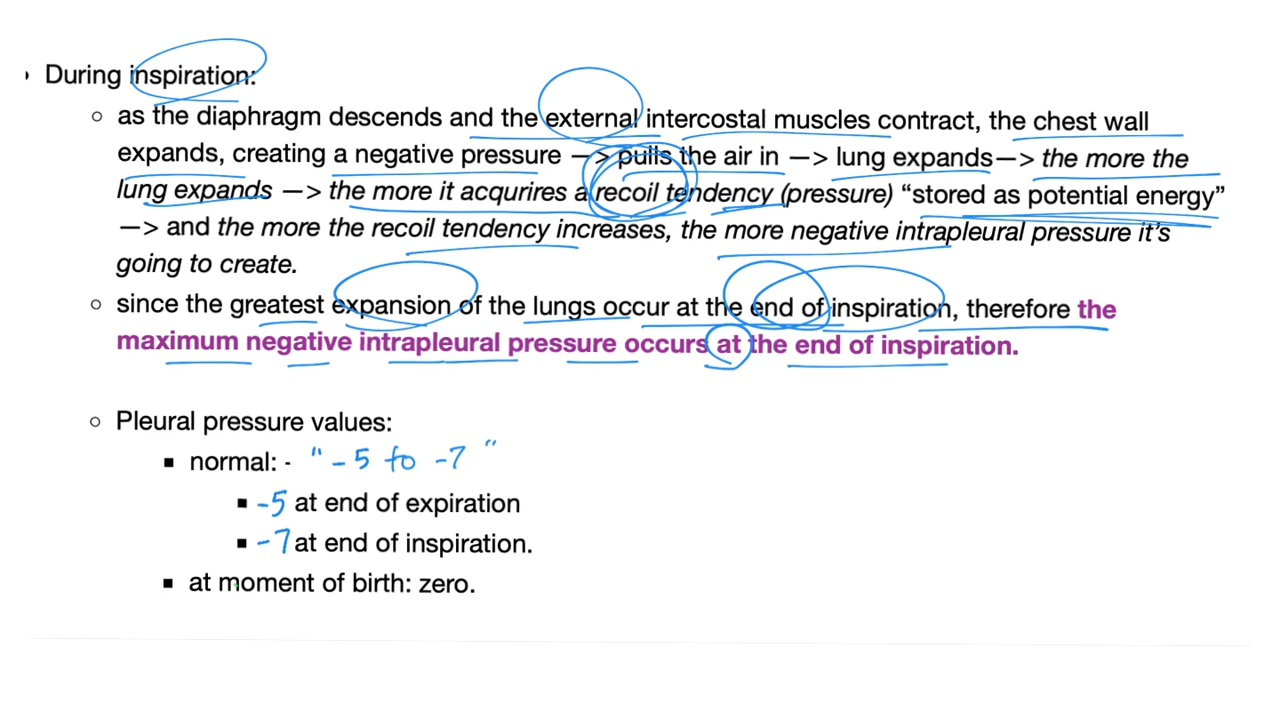 During inspiration:
as the diaphragm descends and the external intercostal muscles contract, the chest wall
expands, creating a negative pressure —> pulls the air in —> lung expands—> the more the
lung expands —> the more it acqurires a recoil tendency (pressure) “stored as potential energy”
—> and the more the recoil tendency increases, the more negative intrapleural pressure it’s
going to create.
since the greatest expansion of the lungs occur at the end of inspiration, therefore the
maximum negative intrapleural pressure occurs at the end of inspiration.
Pleural pressure values:
normal: - "-5 to -7"
-5 at end of expiration
-7 at end of inspiration.
at moment of birth: zero.